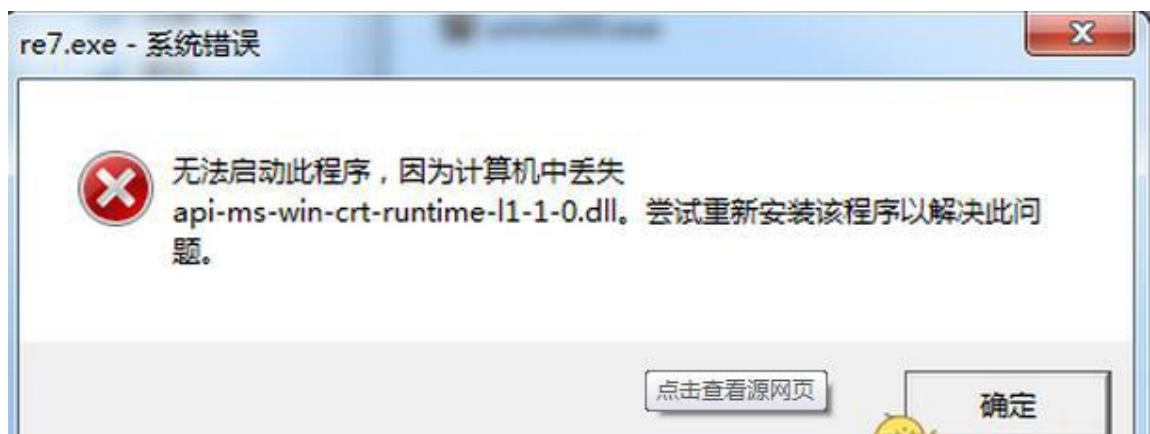 re7.exe - 系统错误
无法启动此程序，因为计算机中丢失
api-ms-win-crt-runtime-l1-1-0.dll。尝试重新安装该程序以解决此问
题。
点击查看源网页
确定